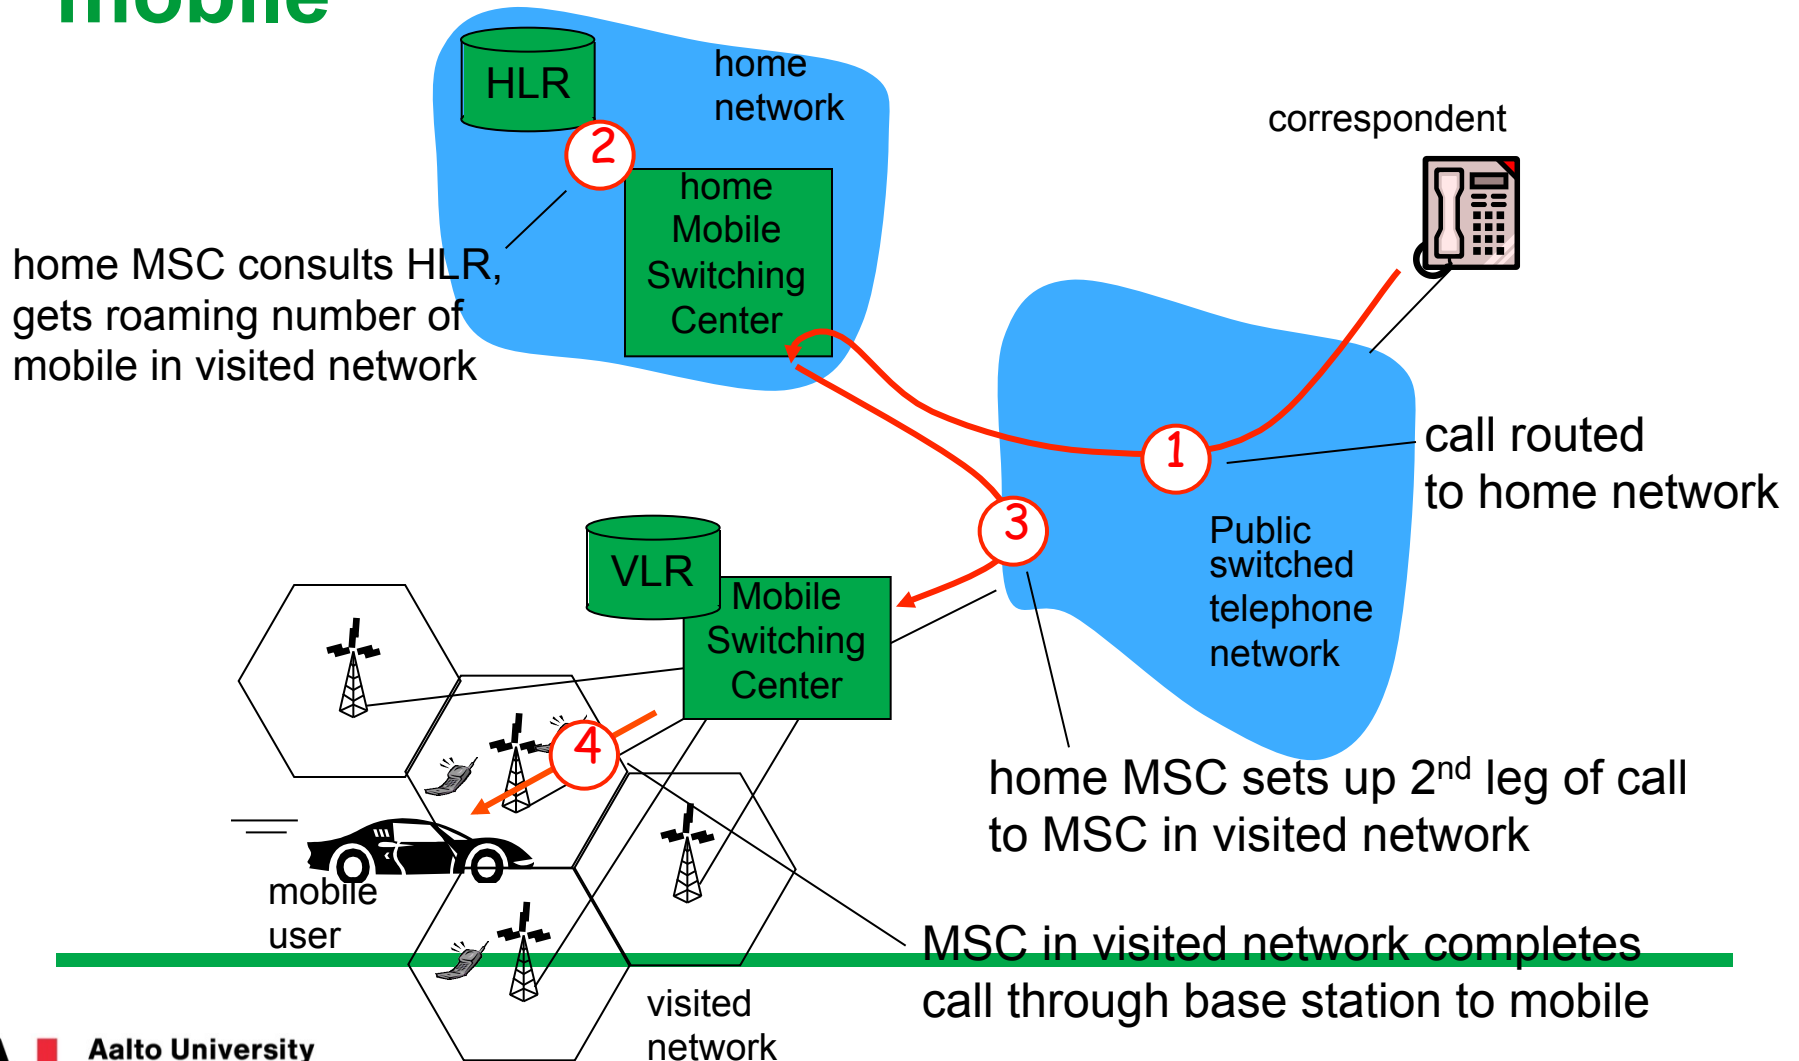 mobile
HLR
home
network
2
correspondent
home
Mobile
Switching
Center
home MSC consults HLR,
gets roaming number of
mobile in visited network
1
call routed
to home network
3
Public
switched
telephone
network
VLR
Mobile
Switching
Center
4
home MSC sets up 2nd leg of call
to MSC in visited network
mobile
user
MSC in visited network completes
call through base station to mobile
visited
network
Aalto University